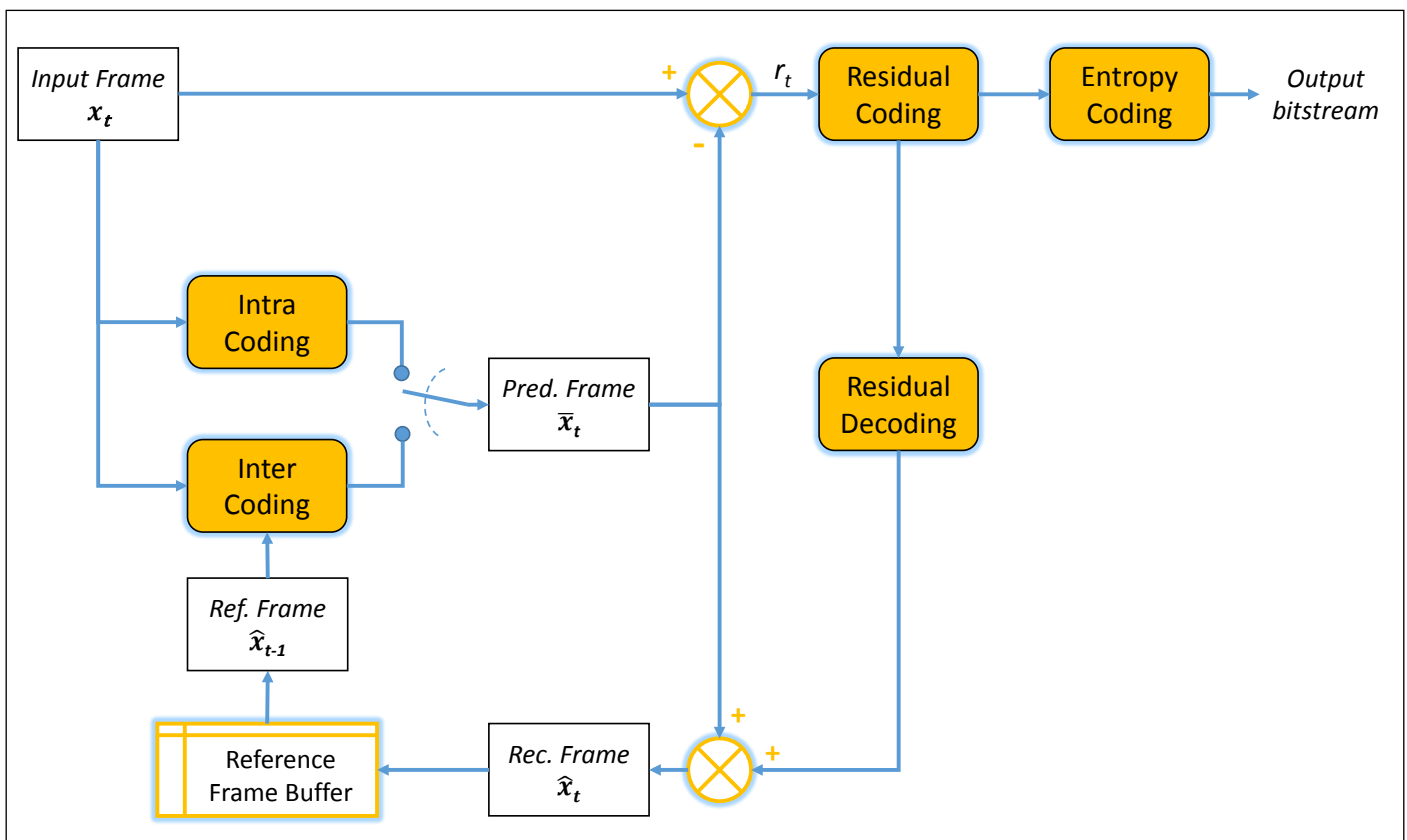 Input Frame
x_t
+
-
r_t
Residual
Coding
Entropy
Coding
Output
bitstream
Intra
Coding
Pred. Frame
x̅_t
Residual
Decoding
Inter
Coding
Ref. Frame
x̂_{t-1}
Reference
Frame Buffer
Rec. Frame
x̂_t
+
+